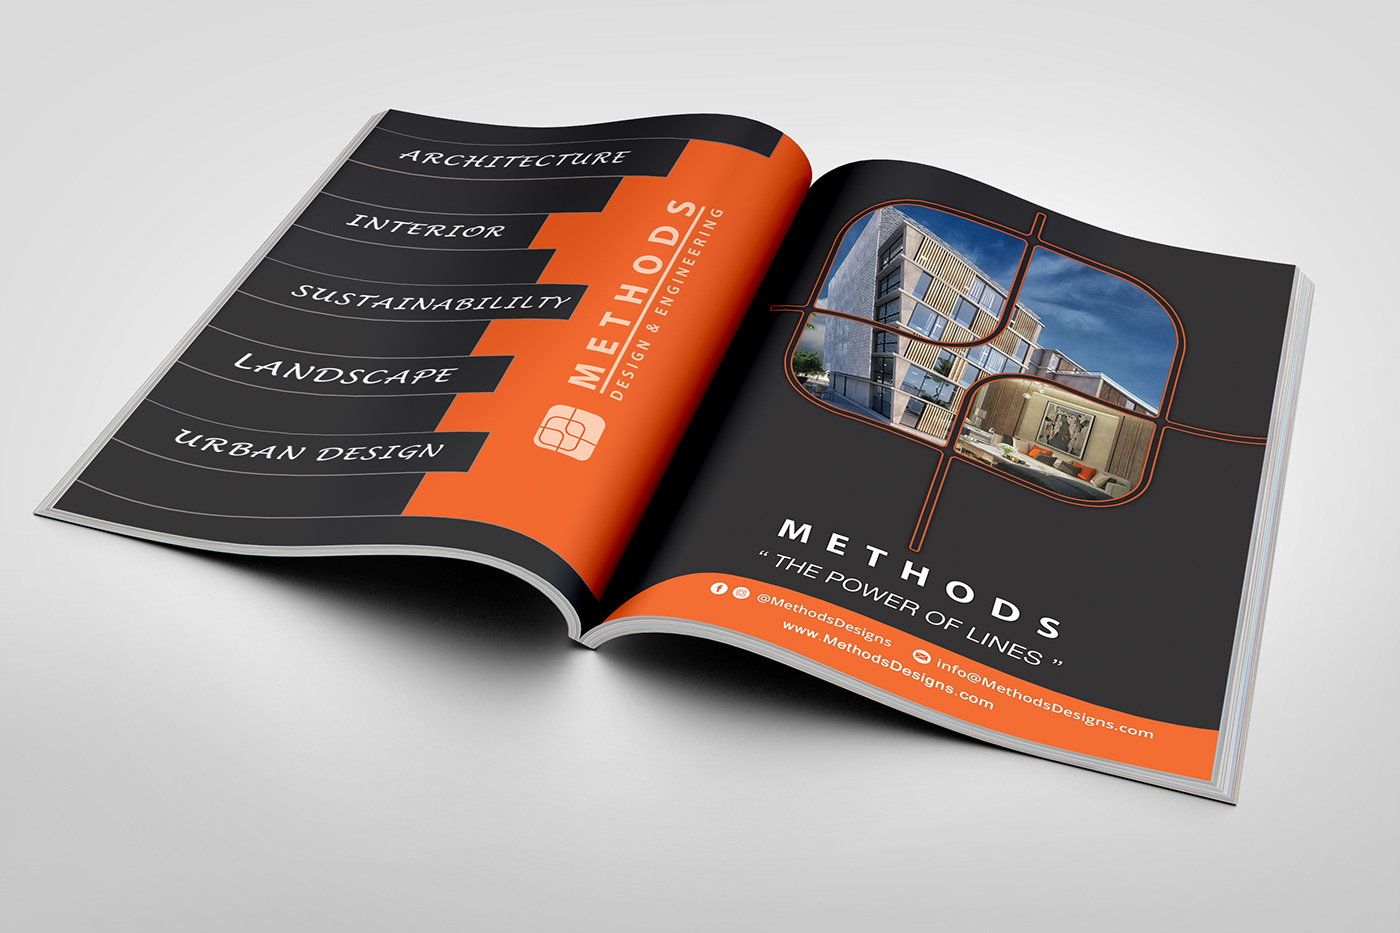 ARCHITECTURE
INTERIOR
SUSTAINABILILTY
LANDSCAPE
URBAN DESIGN
METHODS
DESIGN & ENGINEERING
METHODS
“ THE POWER OF LINES ”
@MethodsDesigns
info@MethodsDesigns.com
www.MethodsDesigns.com